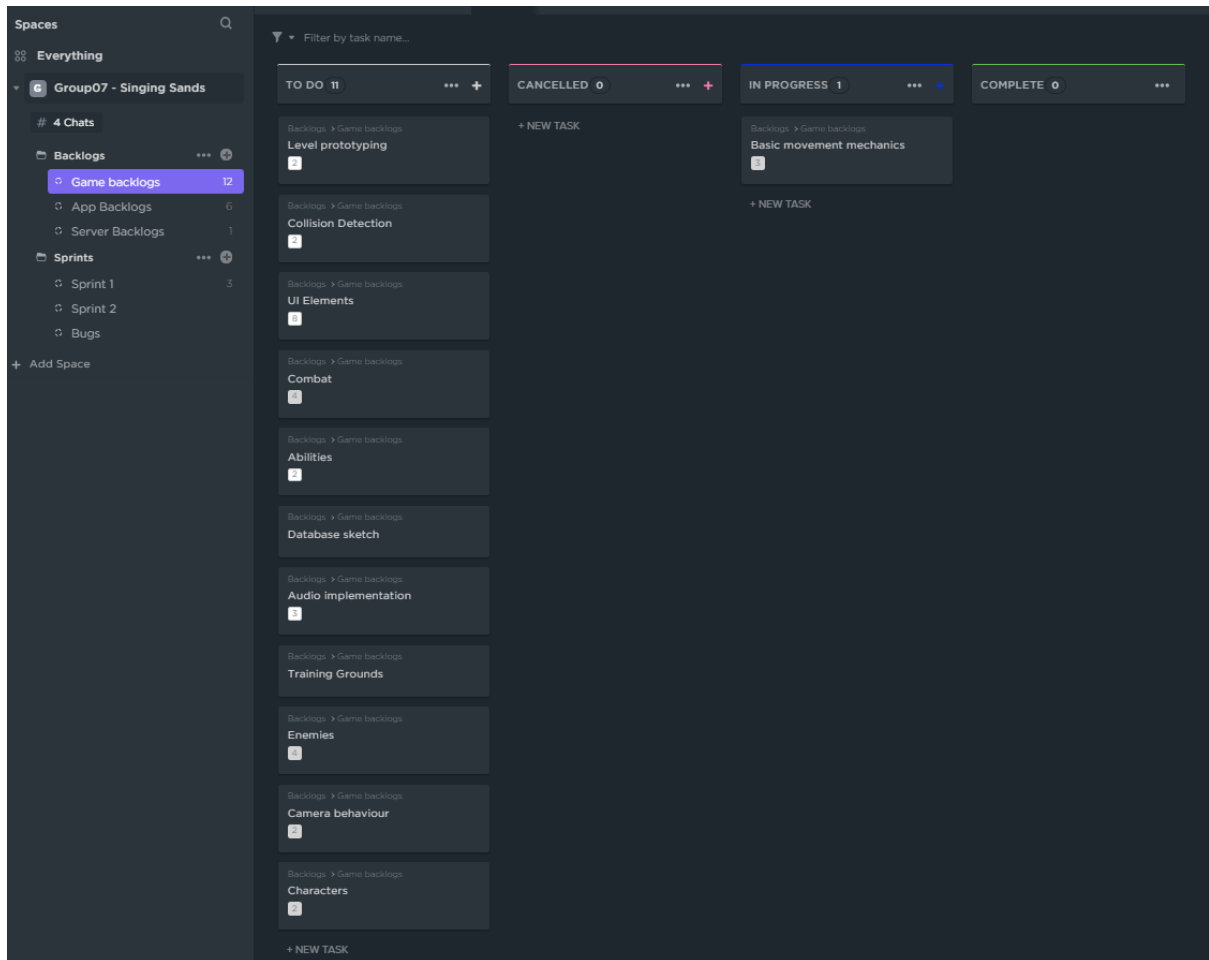 Spaces
Everything
G Group07 - Singing Sands
# 4 Chats
Backlogs
Game backlogs 12
App Backlogs 6
Server Backlogs 1
Sprints
Sprint 1 3
Sprint 2
Bugs
+ Add Space
Filter by task name...
TO DO 11
Backlogs > Game backlogs
Level prototyping
2
Backlogs > Game backlogs
Collision Detection
2
Backlogs > Game backlogs
UI Elements
8
Backlogs > Game backlogs
Combat
4
Backlogs > Game backlogs
Abilities
2
Backlogs > Game backlogs
Database sketch
Backlogs > Game backlogs
Audio implementation
3
Backlogs > Game backlogs
Training Grounds
Backlogs > Game backlogs
Enemies
4
Backlogs > Game backlogs
Camera behaviour
2
Backlogs > Game backlogs
Characters
2
+ NEW TASK
CANCELLED 0
+ NEW TASK
IN PROGRESS 1
Backlogs > Game backlogs
Basic movement mechanics
3
+ NEW TASK
COMPLETE 0